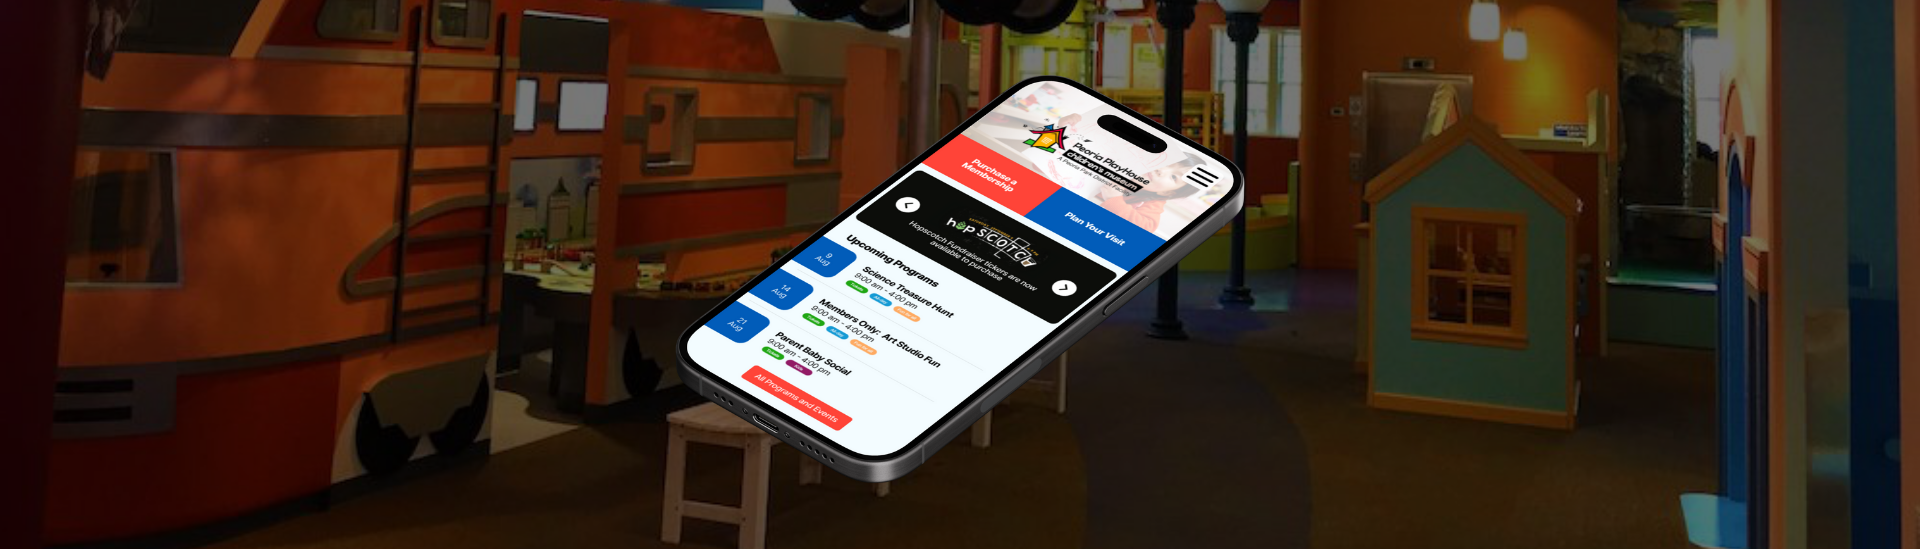 Peoria PlayHouse
children's museum
A Peoria Park District Facility
Purchase a
Membership
Plan Your Visit
hop SCOTCH
Hopscotch Fundraiser tickets are now
available to purchase
Upcoming Programs
9
Aug
Science Treasure Hunt
9:00 am - 4:00 pm
14
Aug
Members Only: Art Studio Fun
9:00 am - 4:00 pm
21
Aug
Parent Baby Social
9:00 am - 4:00 pm
All Programs and Events